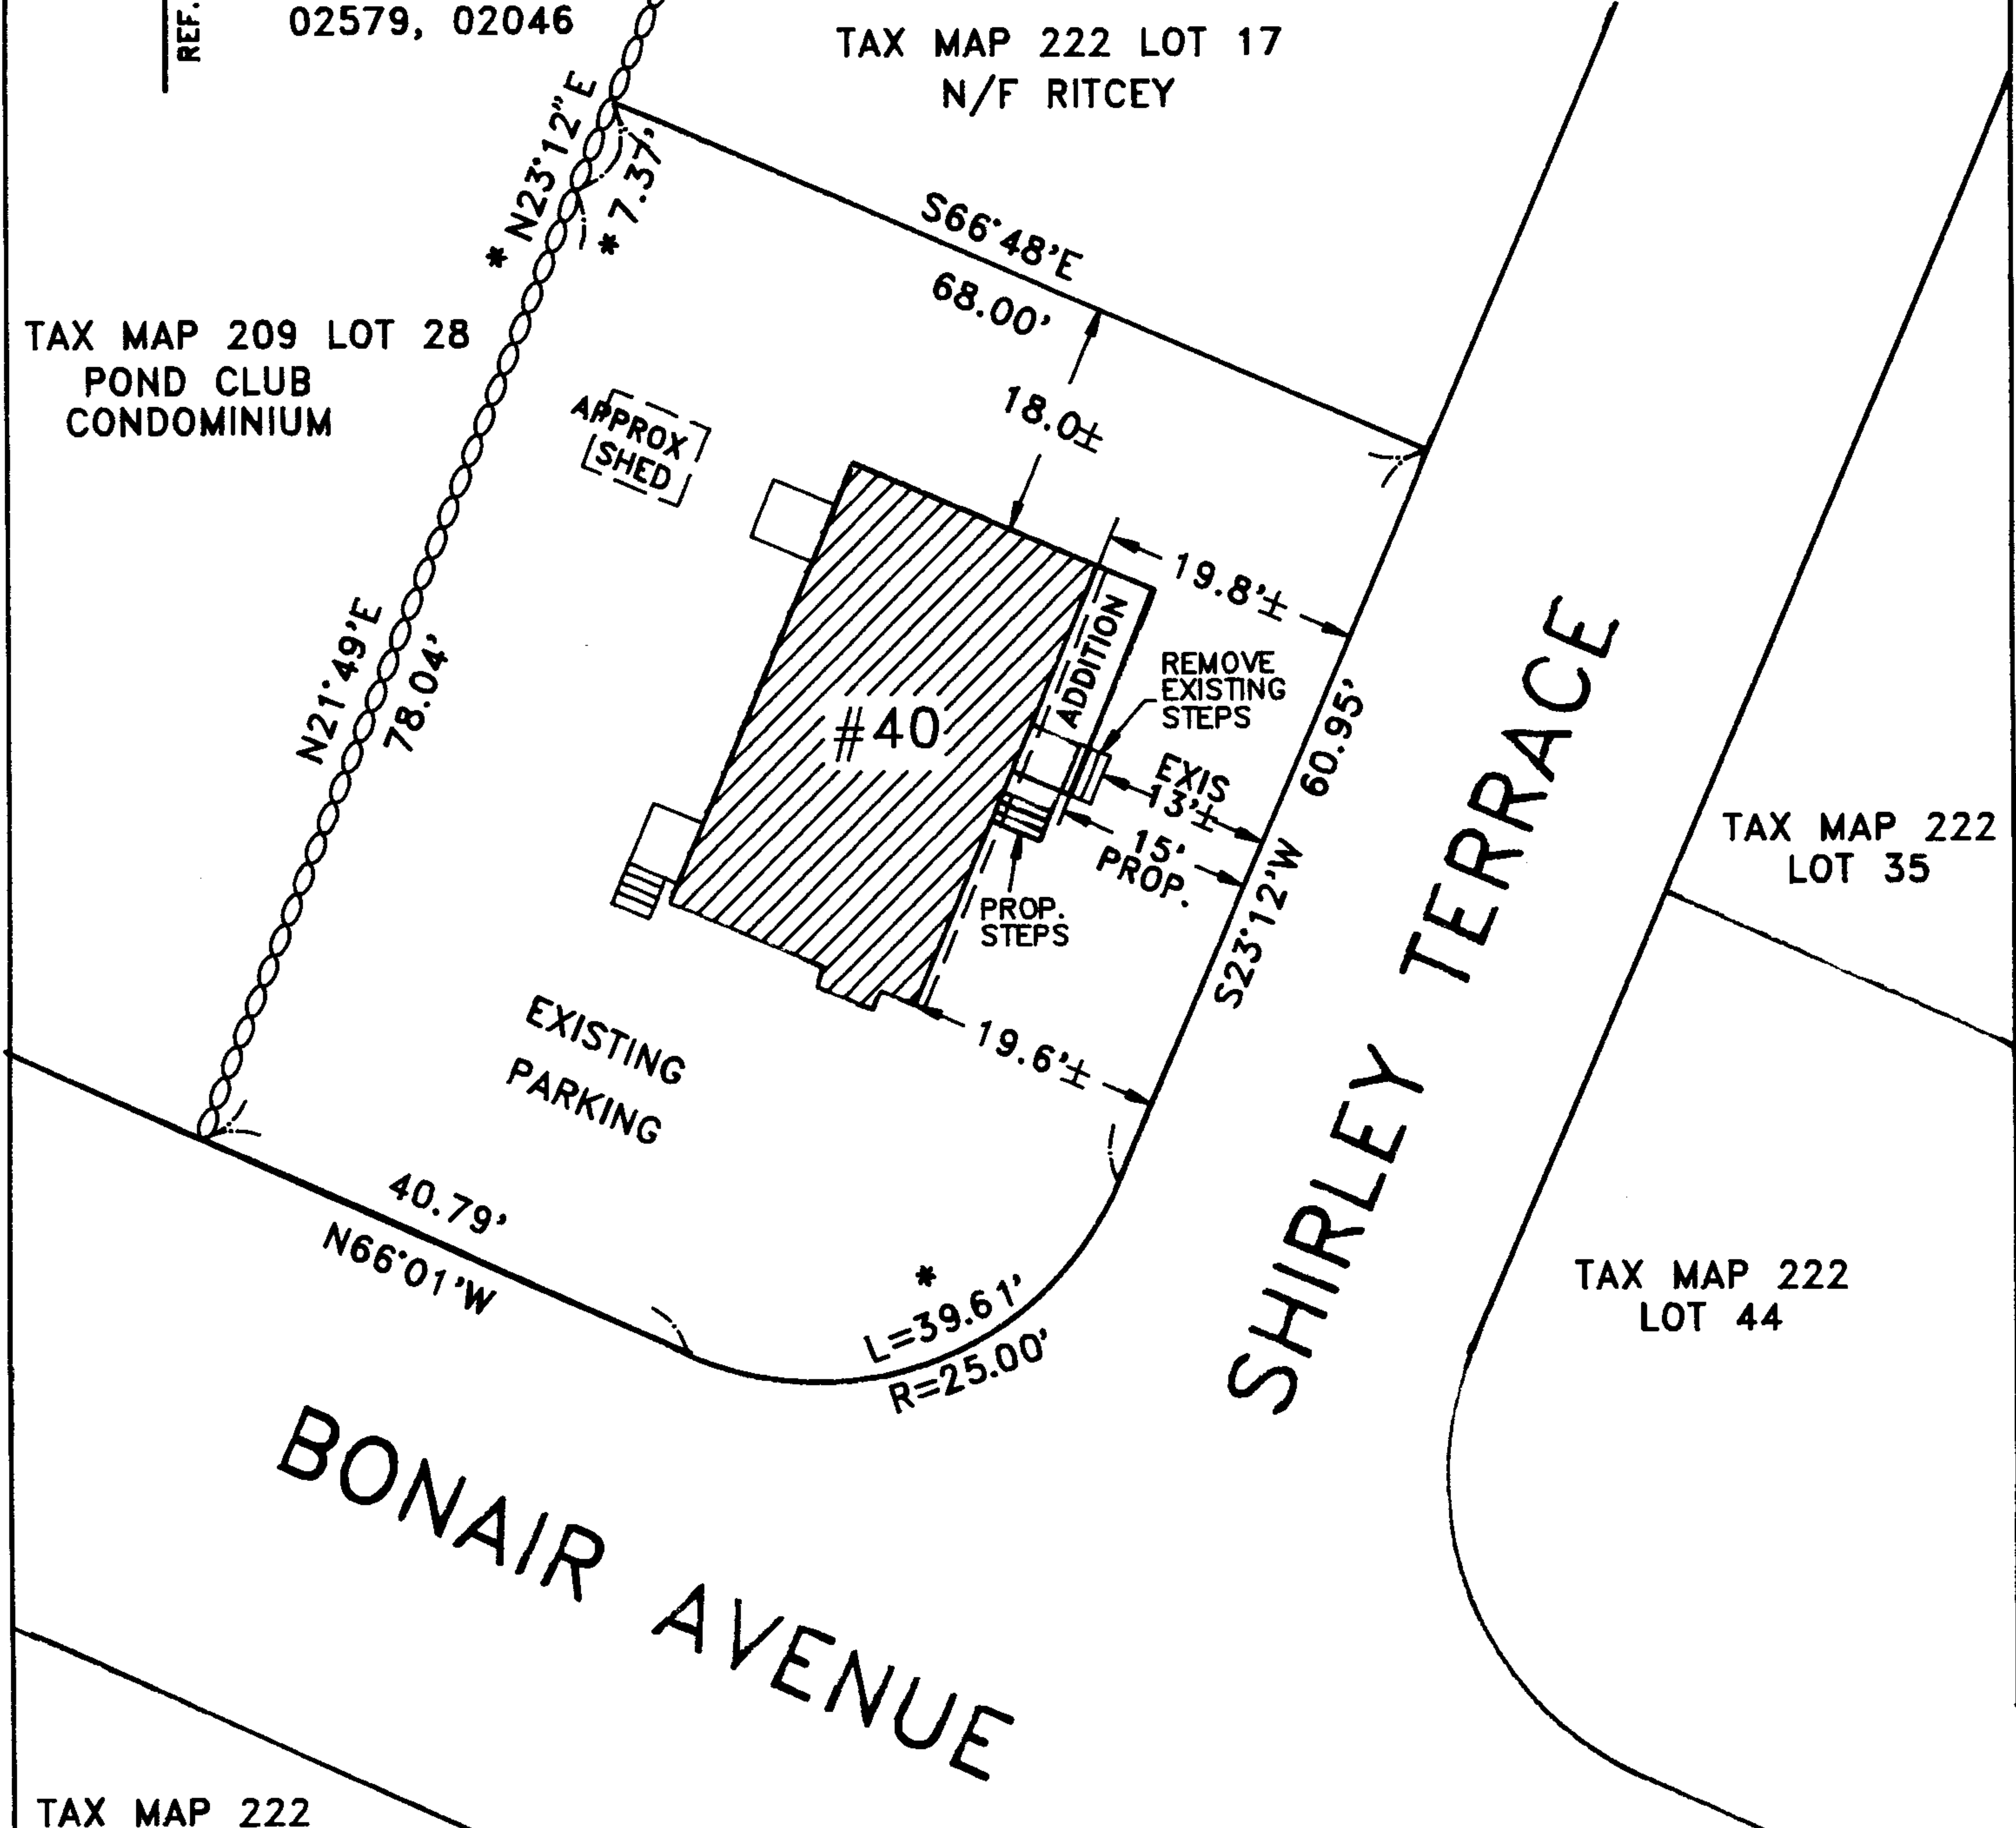 REF.
02579, 02046
TAX MAP 222 LOT 17
N/F RITCEY
* N23°12"E
* 7.37'
S66°48'E
68.00'
TAX MAP 209 LOT 28
POND CLUB
CONDOMINIUM
APPROX
SHED
18.0±
19.8'±
ADDITION
REMOVE
EXISTING
STEPS
N21°49'E
78.04'
#40
60.95'
EXIS
13'±
15'
PROP.
S23°12'W
PROP.
STEPS
SHIRLEY TERRACE
TAX MAP 222
LOT 35
EXISTING
PARKING
19.6'±
40.79'
N66°01'W
*
L=39.61'
R=25.00'
TAX MAP 222
LOT 44
BONAIR AVENUE
TAX MAP 222